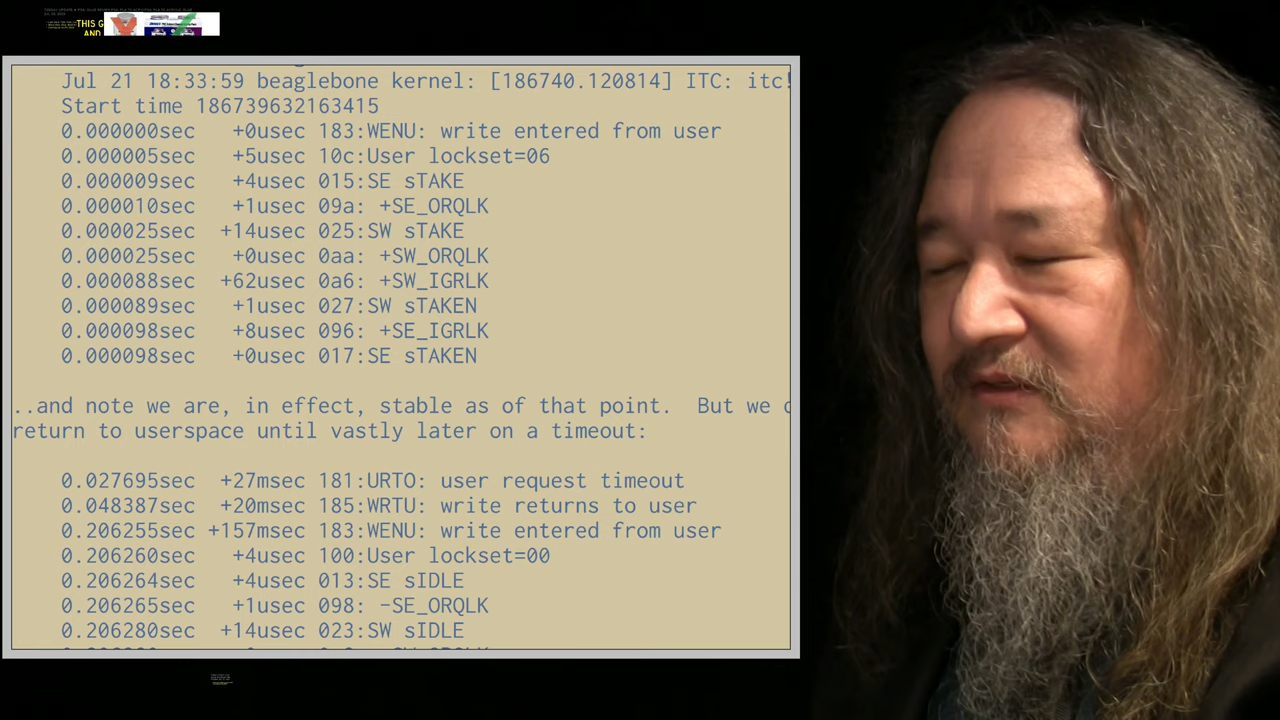 THIS G
AND
Jul 21 18:33:59 beaglebone kernel: [186740.120814] ITC: itc!
Start time 186739632163415
0.000000sec +0usec 183:WENU: write entered from user
0.000005sec +5usec 10c:User lockset=06
0.000009sec +4usec 015:SE sTAKE
0.000010sec +1usec 09a: +SE_ORQLK
0.000025sec +14usec 025:SW sTAKE
0.000025sec +0usec 0aa: +SW_ORQLK
0.000088sec +62usec 0a6: +SW_IGRLK
0.000089sec +1usec 027:SW sTAKEN
0.000098sec +8usec 096: +SE_IGRLK
0.000098sec +0usec 017:SE sTAKEN
..and note we are, in effect, stable as of that point. But we
return to userspace until vastly later on a timeout:
0.027695sec +27msec 181:URTO: user request timeout
0.048387sec +20msec 185:WRTU: write returns to user
0.206255sec +157msec 183:WENU: write entered from user
0.206260sec +4usec 100:User lockset=00
0.206264sec +4usec 013:SE sIDLE
0.206265sec +1usec 098: -SE_ORQLK
0.206280sec +14usec 023:SW sIDLE